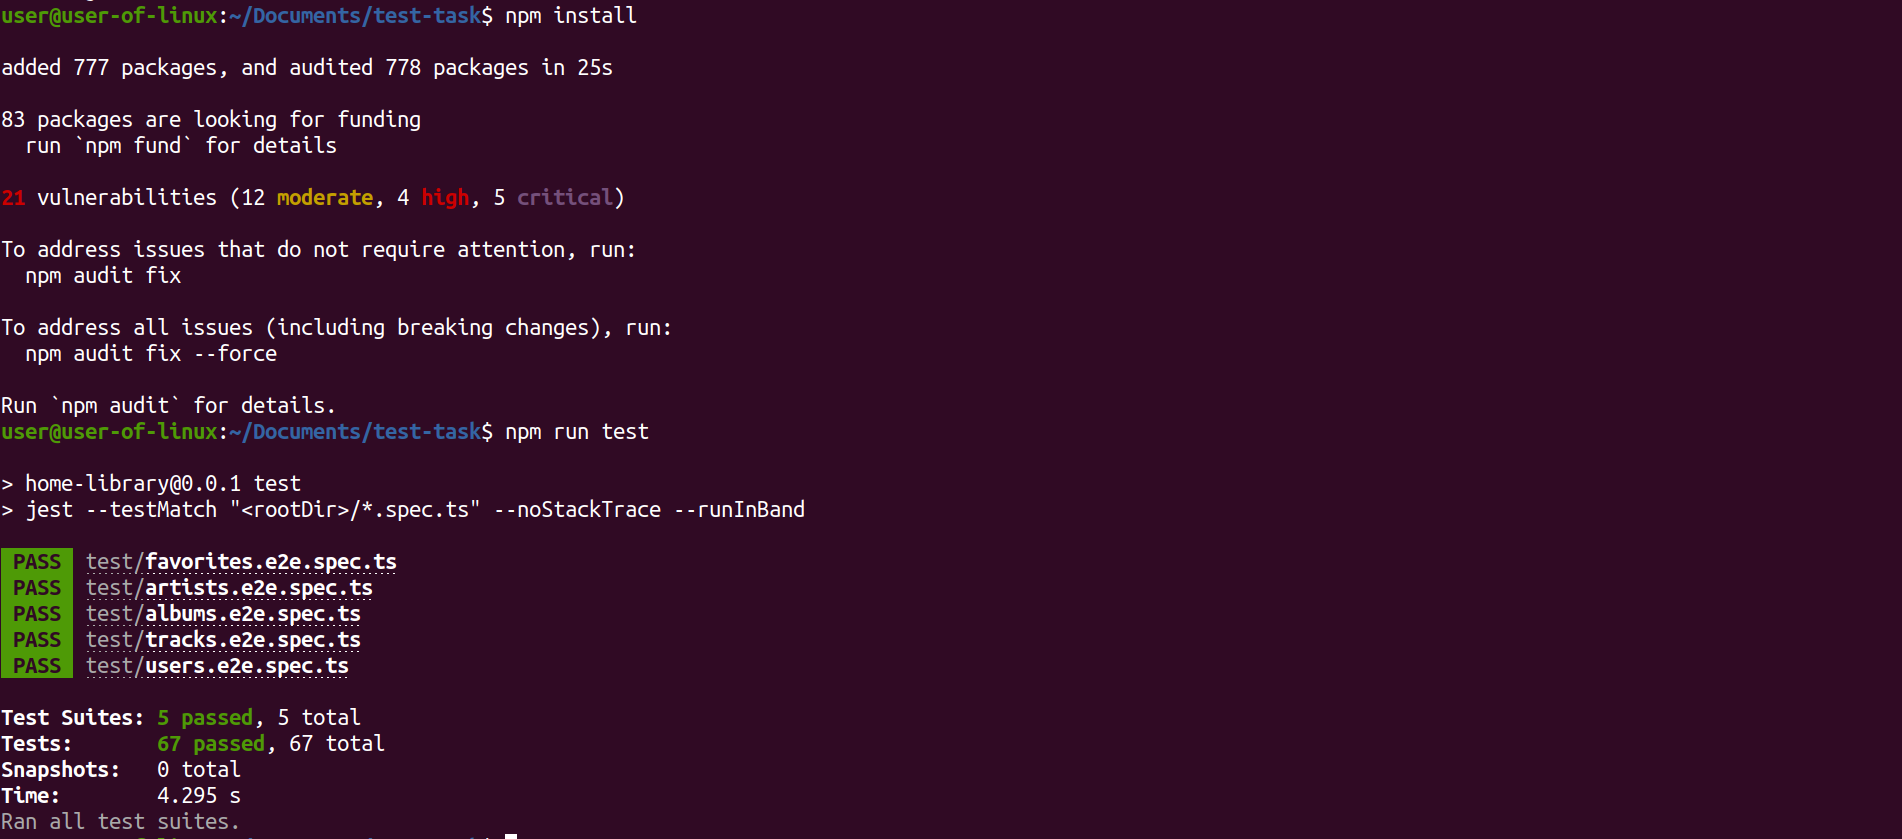 user@user-of-linux:~/Documents/test-task$ npm install
added 777 packages, and audited 778 packages in 25s
83 packages are looking for funding
  run `npm fund` for details
21 vulnerabilities (12 moderate, 4 high, 5 critical)
To address issues that do not require attention, run:
  npm audit fix
To address all issues (including breaking changes), run:
  npm audit fix --force
Run `npm audit` for details.
user@user-of-linux:~/Documents/test-task$ npm run test
> home-library@0.0.1 test
> jest --testMatch "<rootDir>/*.spec.ts" --noStackTrace --runInBand
PASS test/favorites.e2e.spec.ts
PASS test/artists.e2e.spec.ts
PASS test/albums.e2e.spec.ts
PASS test/tracks.e2e.spec.ts
PASS test/users.e2e.spec.ts
Test Suites: 5 passed, 5 total
Tests:       67 passed, 67 total
Snapshots:   0 total
Time:        4.295 s
Ran all test suites.